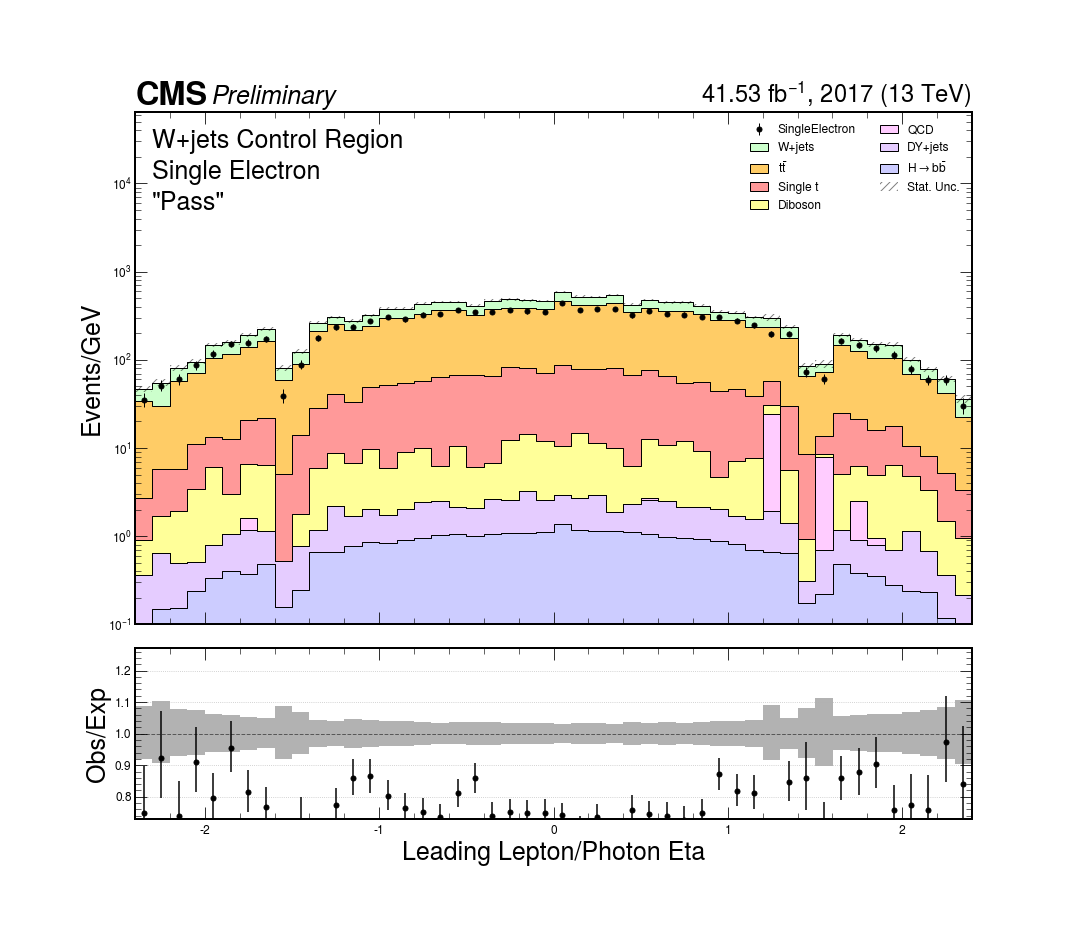 CMS Preliminary 41.53 fb⁻¹, 2017 (13 TeV)
W+jets Control Region
Single Electron
"Pass"
SingleElectron
W+jets
tt̄
Single t
Diboson
QCD
DY+jets
H→bb̄
Stat. Unc.
Events/GeV
10⁴
10³
10²
10¹
10⁰
10⁻¹
Obs/Exp
1.2
1.1
1.0
0.9
0.8
-2 -1 0 1 2
Leading Lepton/Photon Eta